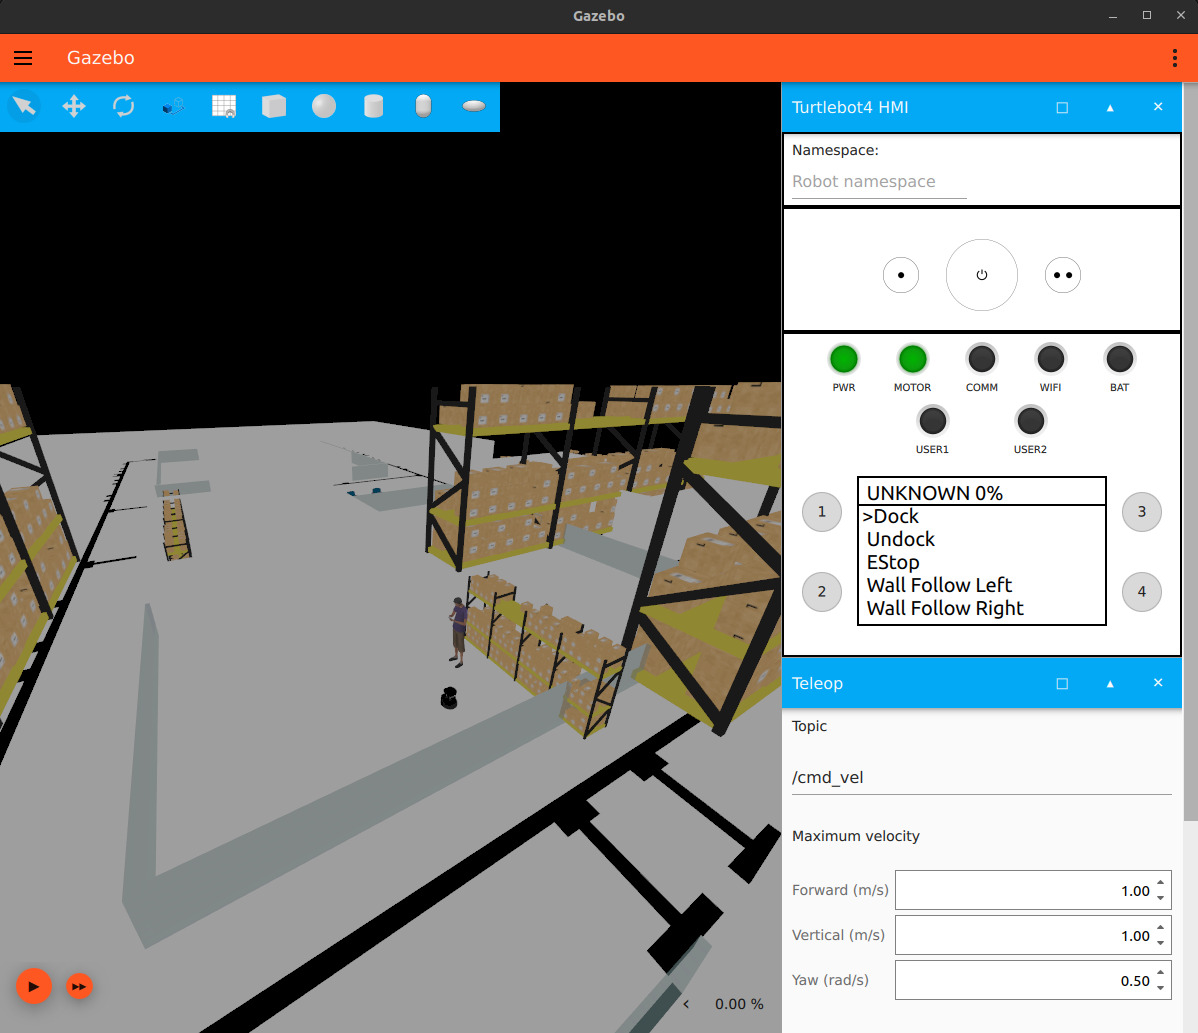 Gazebo
Gazebo
Turtlebot4 HMI
Namespace:
Robot namespace
PWR MOTOR COMM WIFI BAT
USER1 USER2
UNKNOWN 0%
1 3
>Dock
Undock
EStop
2 4
Wall Follow Left
Wall Follow Right
Teleop
Topic
/cmd_vel
Maximum velocity
Forward (m/s) 1.00
Vertical (m/s) 1.00
Yaw (rad/s) 0.50
0.00 %